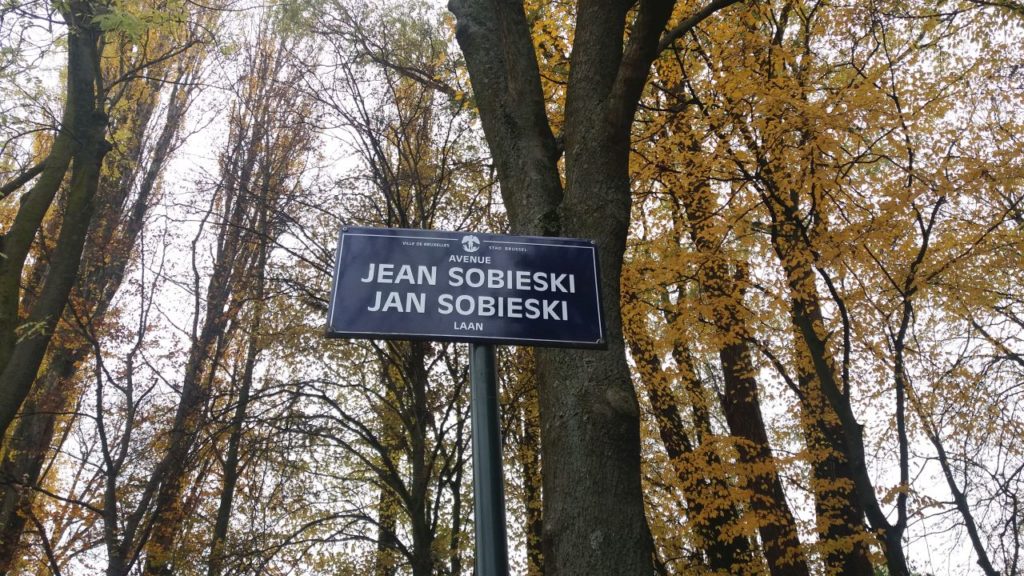 VILLE DE BRUXELLES STAD BRUSSEL
AVENUE
JEAN SOBIESKI
JAN SOBIESKI
LAAN